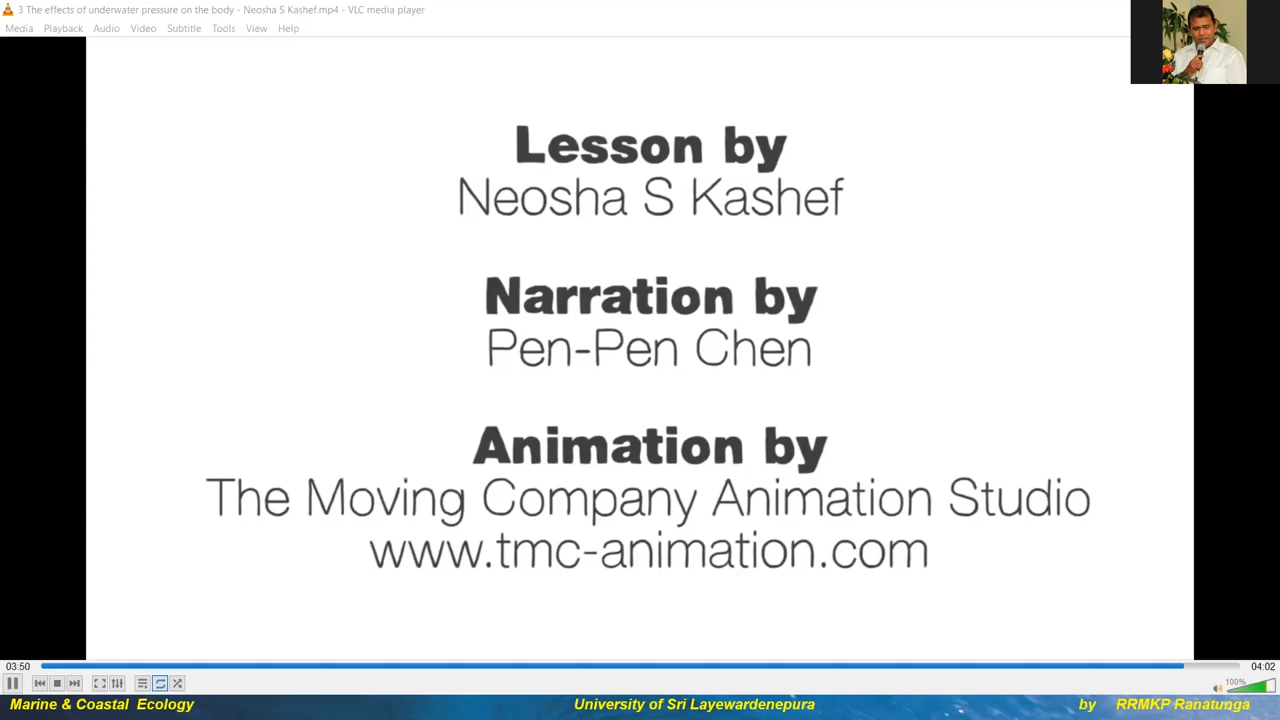 3 The effects of underwater pressure on the body - Neosha S Kashef.mp4 - VLC media player
Media Playback Audio Video Subtitle Tools View Help
Lesson by
Neosha S Kashef
Narration by
Pen-Pen Chen
Animation by
The Moving Company Animation Studio
www.tmc-animation.com
03:50 04:02
100%
Marine & Coastal Ecology University of Sri Layewardenepura by RRMKP Ranatunga